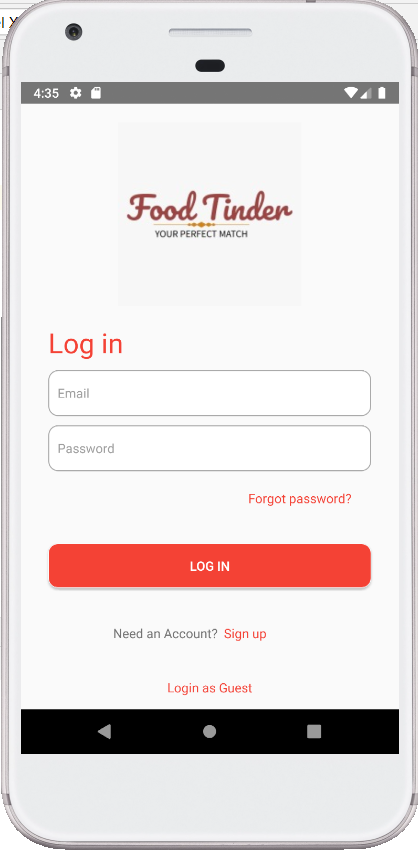 4:35
Food Tinder
YOUR PERFECT MATCH
Log in
Email
Password
Forgot password?
LOG IN
Need an Account? Sign up
Login as Guest